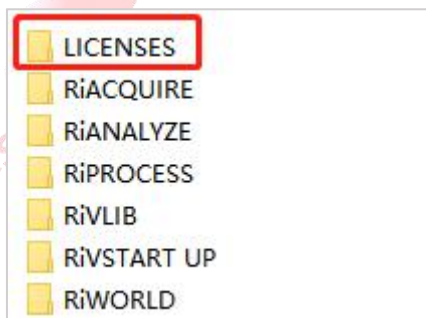 LICENSES
RiACQUIRE
RiANALYZE
RiPROCESS
RiVLIB
RiVSTART UP
RiWORLD